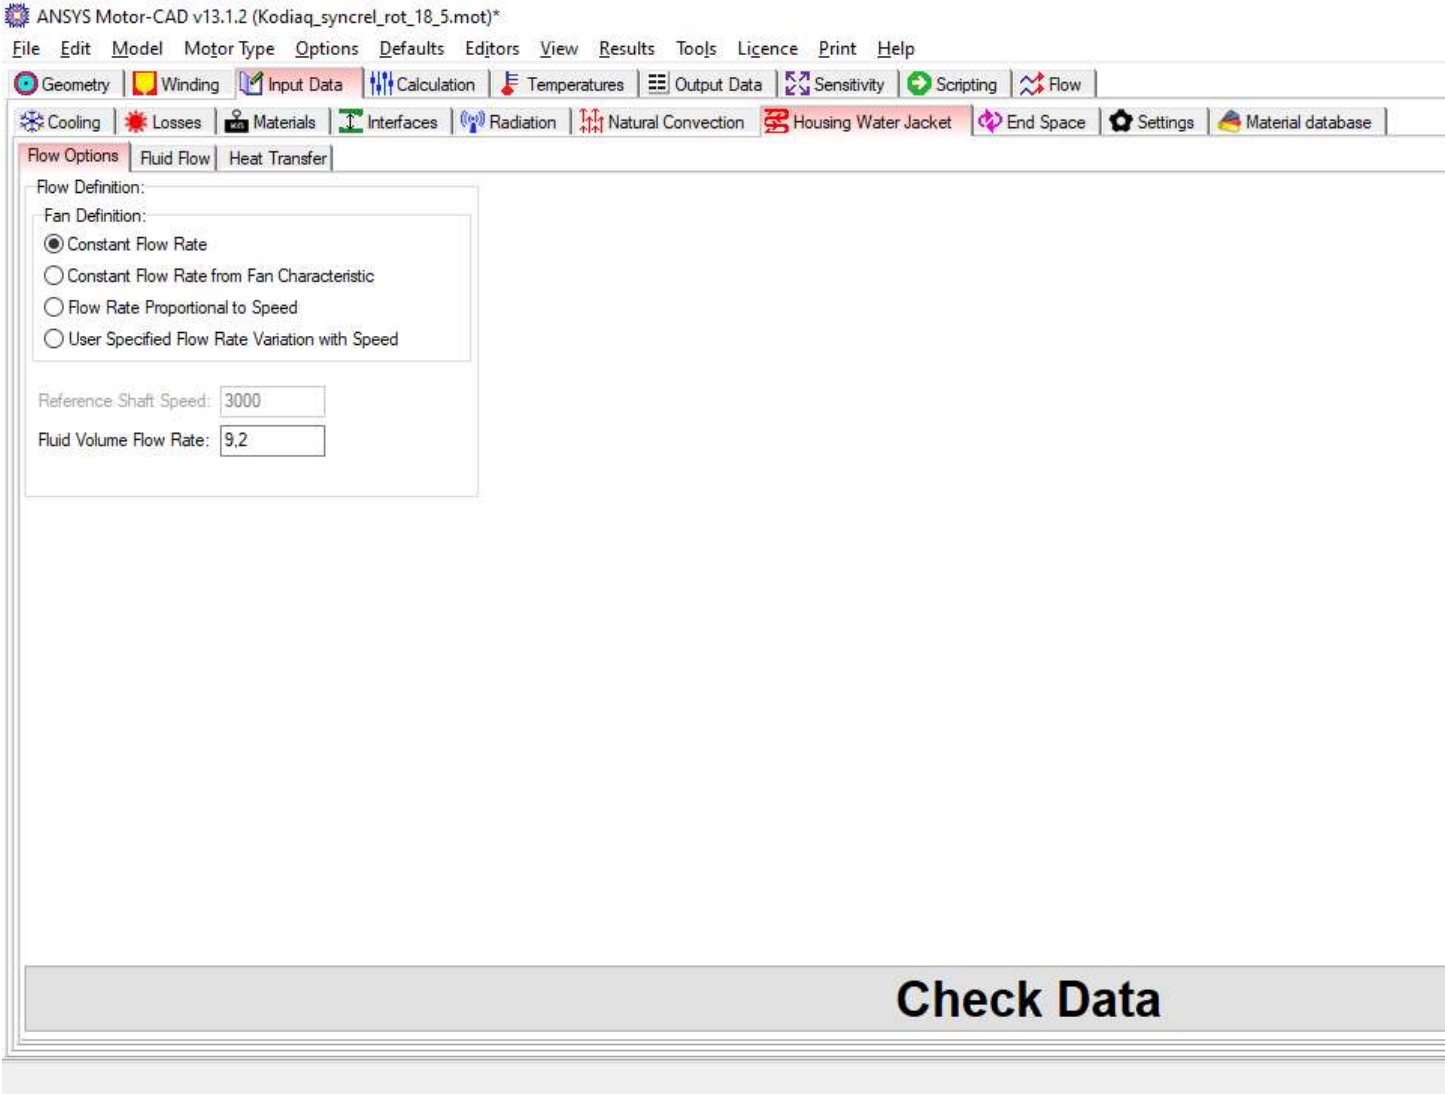 ANSYS Motor-CAD v13.1.2 (Kodiaq_syncrel_rot_18_5.mot)*
File Edit Model Motor Type Options Defaults Editors View Results Tools Licence Print Help
Geometry Winding Input Data Calculation Temperatures Output Data Sensitivity Scripting Flow
Cooling Losses Materials Interfaces Radiation Natural Convection Housing Water Jacket End Space Settings Material database
Flow Options Fluid Flow Heat Transfer
Flow Definition:
Fan Definition:
Constant Flow Rate
Constant Flow Rate from Fan Characteristic
Flow Rate Proportional to Speed
User Specified Flow Rate Variation with Speed
Reference Shaft Speed: 3000
Fluid Volume Flow Rate: 9,2
Check Data